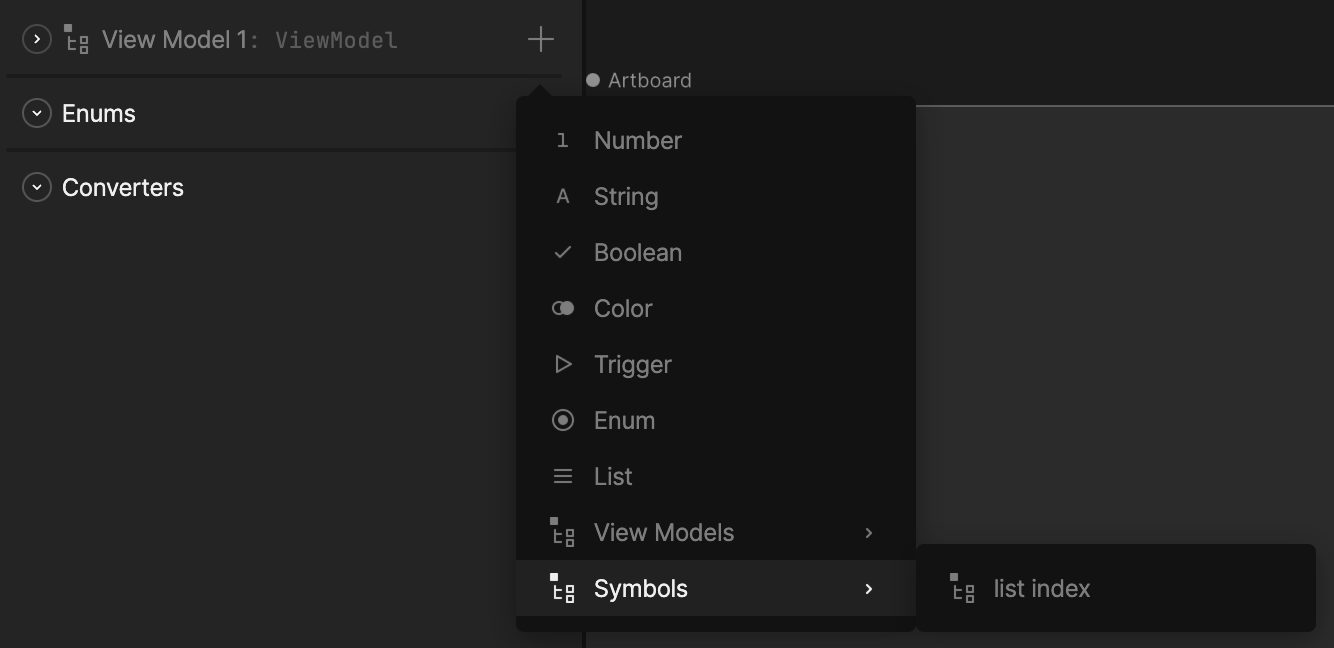 View Model 1: ViewModel
Enums
Converters
Artboard
1 Number
A String
Boolean
Color
Trigger
Enum
List
View Models
Symbols
list index